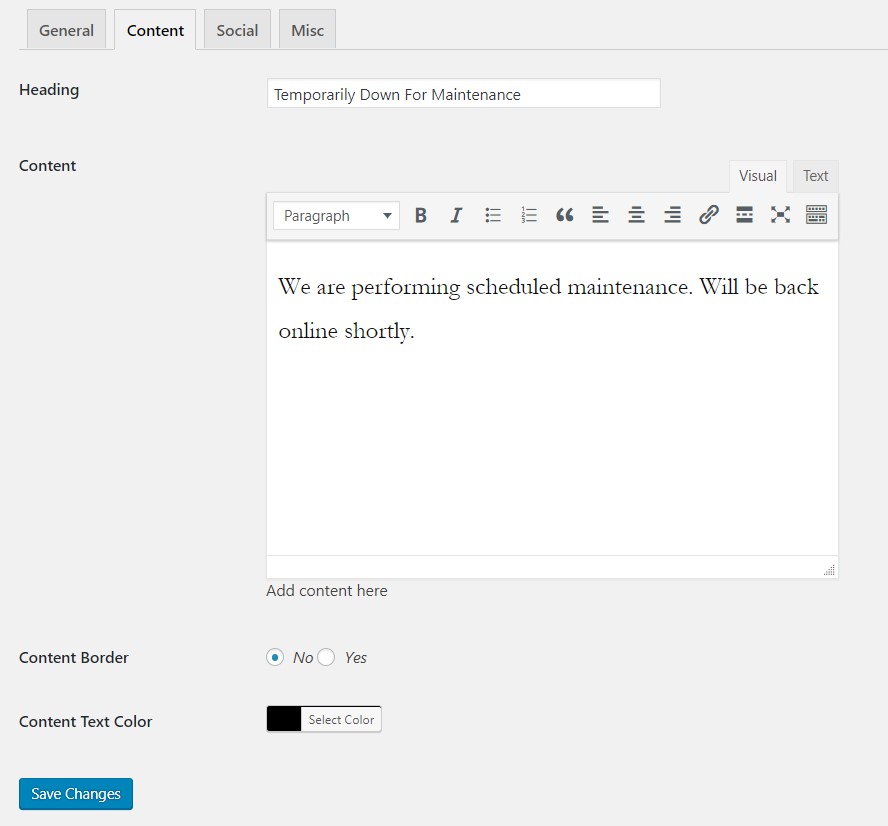 General Content Social Misc
Heading Temporarily Down For Maintenance
Content
Visual Text
Paragraph
We are performing scheduled maintenance. Will be back
online shortly.
Add content here
Content Border No Yes
Content Text Color Select Color
Save Changes